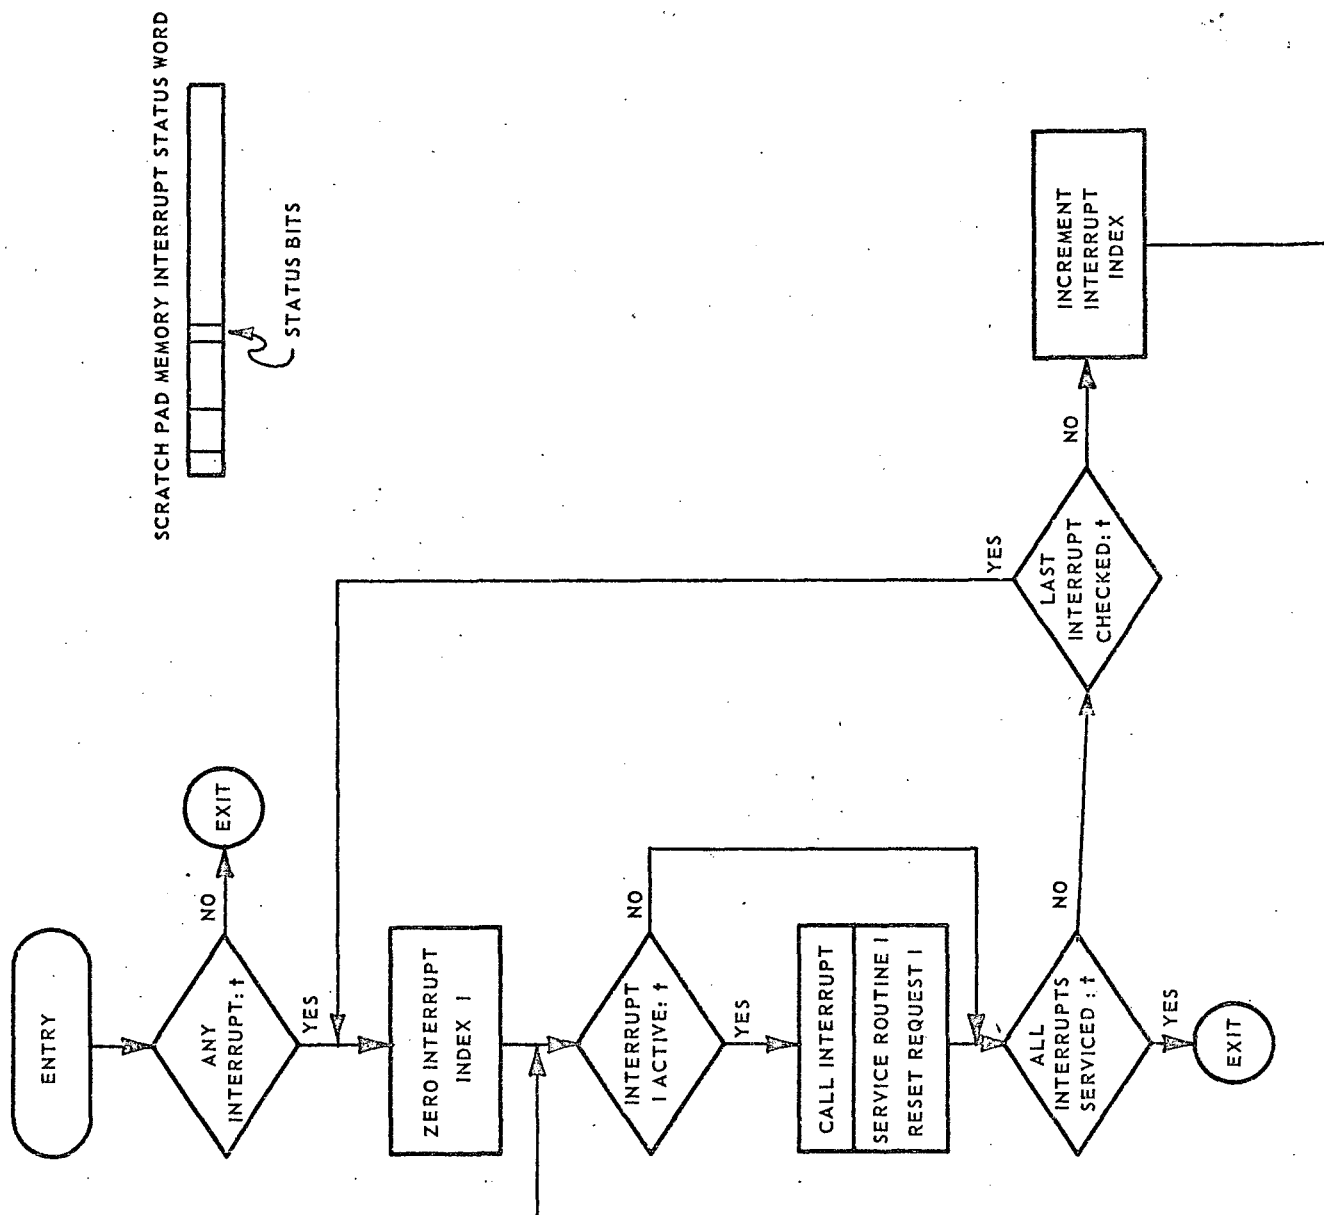 SCRATCH PAD MEMORY INTERRUPT STATUS WORD
STATUS BITS
ENTRY
ANY
INTERRUPT: †
NO
EXIT
YES
ZERO INTERRUPT
INDEX I
INTERRUPT
I ACTIVE: †
NO
YES
CALL INTERRUPT
SERVICE ROUTINE I
RESET REQUEST I
ALL
INTERRUPTS
SERVICED : †
YES
EXIT
NO
LAST
INTERRUPT
CHECKED: †
YES
NO
INCREMENT
INTERRUPT
INDEX